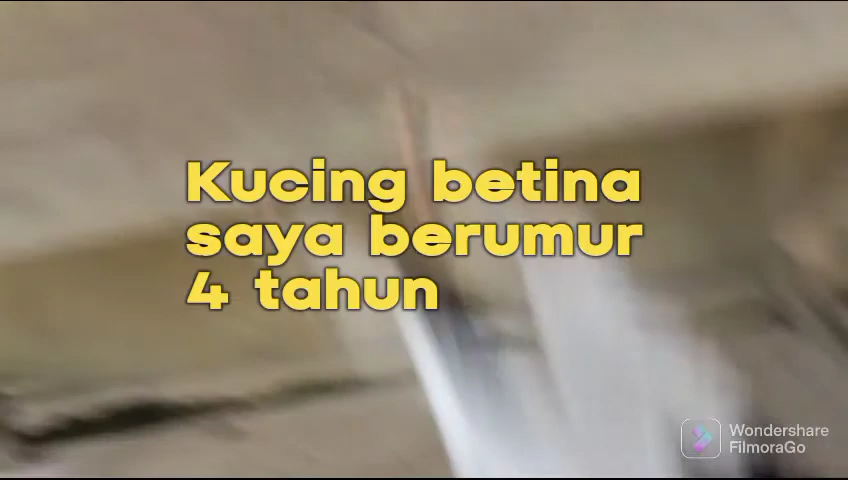 Kucing betina
saya berumur
4 tahun
Wondershare
FilmoraGo